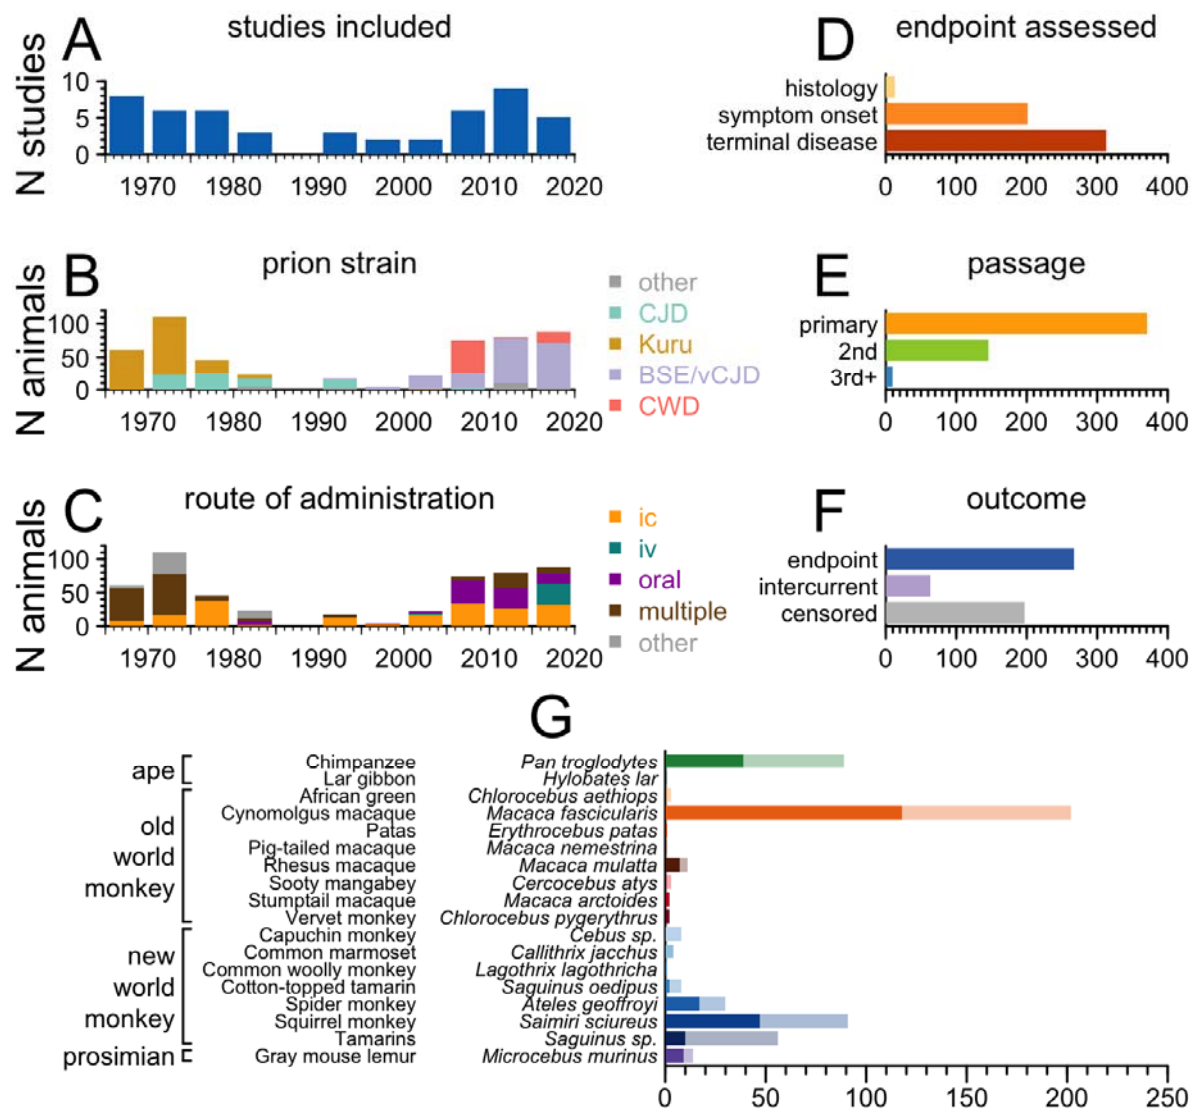 A studies included
N studies
10
5
0
1970 1980 1990 2000 2010 2020
D endpoint assessed
histology
symptom onset
terminal disease
0 100 200 300 400
B prion strain
N animals
100
50
0
1970 1980 1990 2000 2010 2020
other
CJD
Kuru
BSE/vCJD
CWD
E passage
primary
2nd
3rd+
0 100 200 300 400
C route of administration
N animals
100
50
0
1970 1980 1990 2000 2010 2020
ic
iv
oral
multiple
other
F outcome
endpoint
intercurrent
censored
0 100 200 300 400
G
ape
old
world
monkey
new
world
monkey
prosimian
Chimpanzee Pan troglodytes
Lar gibbon Hylobates lar
African green Chlorocebus aethiops
Cynomolgus macaque Macaca fascicularis
Patas Erythrocebus patas
Pig-tailed macaque Macaca nemestrina
Rhesus macaque Macaca mulatta
Sooty mangabey Cercocebus atys
Stumptail macaque Macaca arctoides
Vervet monkey Chlorocebus pygerythrus
Capuchin monkey Cebus sp.
Common marmoset Callithrix jacchus
Common woolly monkey Lagothrix lagothricha
Cotton-topped tamarin Saguinus oedipus
Spider monkey Ateles geoffroyi
Squirrel monkey Saimiri sciureus
Tamarins Saguinus sp.
Gray mouse lemur Microcebus murinus
0 50 100 150 200 250